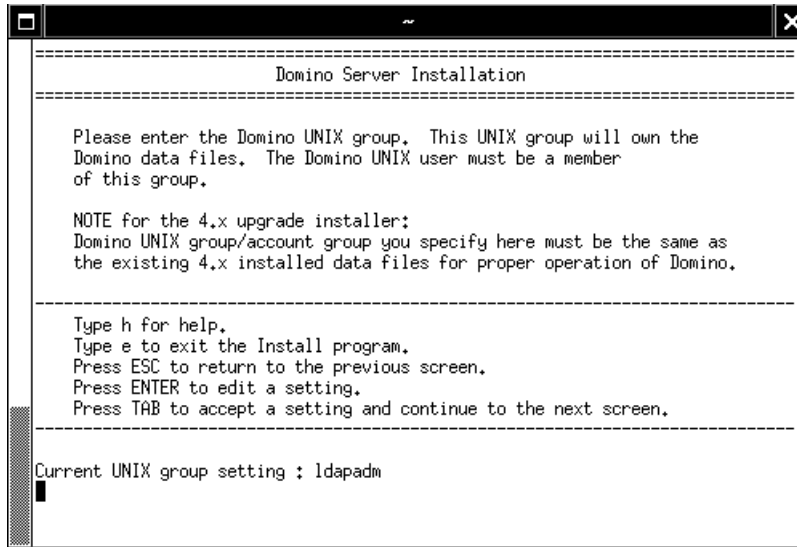 ~
==============================================================================
Domino Server Installation
==============================================================================
Please enter the Domino UNIX group. This UNIX group will own the
Domino data files. The Domino UNIX user must be a member
of this group.
NOTE for the 4.x upgrade installer:
Domino UNIX group/account group you specify here must be the same as
the existing 4.x installed data files for proper operation of Domino.
------------------------------------------------------------------------------
Type h for help.
Type e to exit the Install program.
Press ESC to return to the previous screen.
Press ENTER to edit a setting.
Press TAB to accept a setting and continue to the next screen.
------------------------------------------------------------------------------
Current UNIX group setting : ldapadm